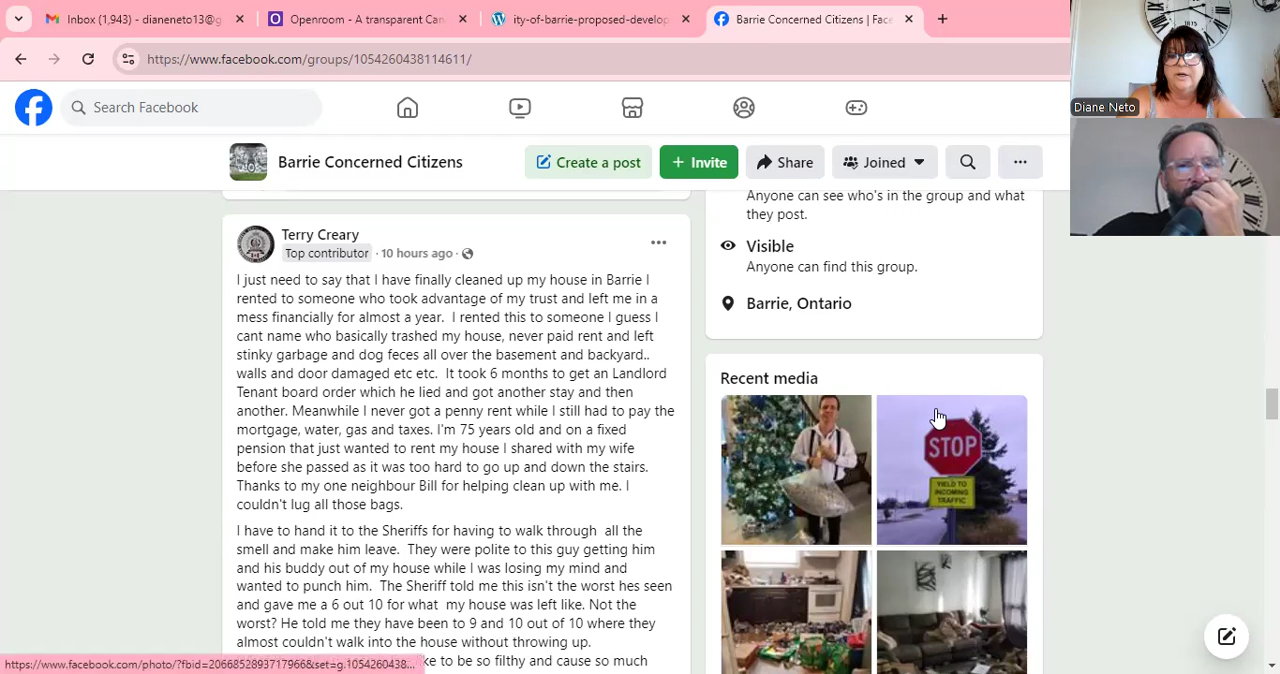 Inbox (1,943) - dianeneto13@g
Openroom - A transparent Can
ity-of-barrie-proposed-develop
Barrie Concerned Citizens | Face
https://www.facebook.com/groups/1054260438114611/
Diane Neto
Search Facebook
Barrie Concerned Citizens
Create a post
+ Invite
Share
Joined
Anyone can see who's in the group and what
they post.
Visible
Anyone can find this group.
Barrie, Ontario
Terry Creary
Top contributor · 10 hours ago ·
I just need to say that I have finally cleaned up my house in Barrie I
rented to someone who took advantage of my trust and left me in a
mess financially for almost a year. I rented this to someone I guess I
cant name who basically trashed my house, never paid rent and left
stinky garbage and dog feces all over the basement and backyard..
walls and door damaged etc etc. It took 6 months to get an Landlord
Tenant board order which he lied and got another stay and then
another. Meanwhile I never got a penny rent while I still had to pay the
mortgage, water, gas and taxes. I'm 75 years old and on a fixed
pension that just wanted to rent my house I shared with my wife
before she passed as it was too hard to go up and down the stairs.
Thanks to my one neighbour Bill for helping clean up with me. I
couldn't lug all those bags.
I have to hand it to the Sheriffs for having to walk through all the
smell and make him leave. They were polite to this guy getting him
and his buddy out of my house while I was losing my mind and
wanted to punch him. The Sheriff told me this isn't the worst hes seen
and gave me a 6 out 10 for what my house was left like. Not the
worst? He told me they have been to 9 and 10 out of 10 where they
almost couldn't walk into the house without throwing up.
ke to be so filthy and cause so much
Recent media
STOP
YIELD TO
INCOMING
TRAFFIC
https://www.facebook.com/photo/?fbid=2066852893717966&set=g.1054260438...